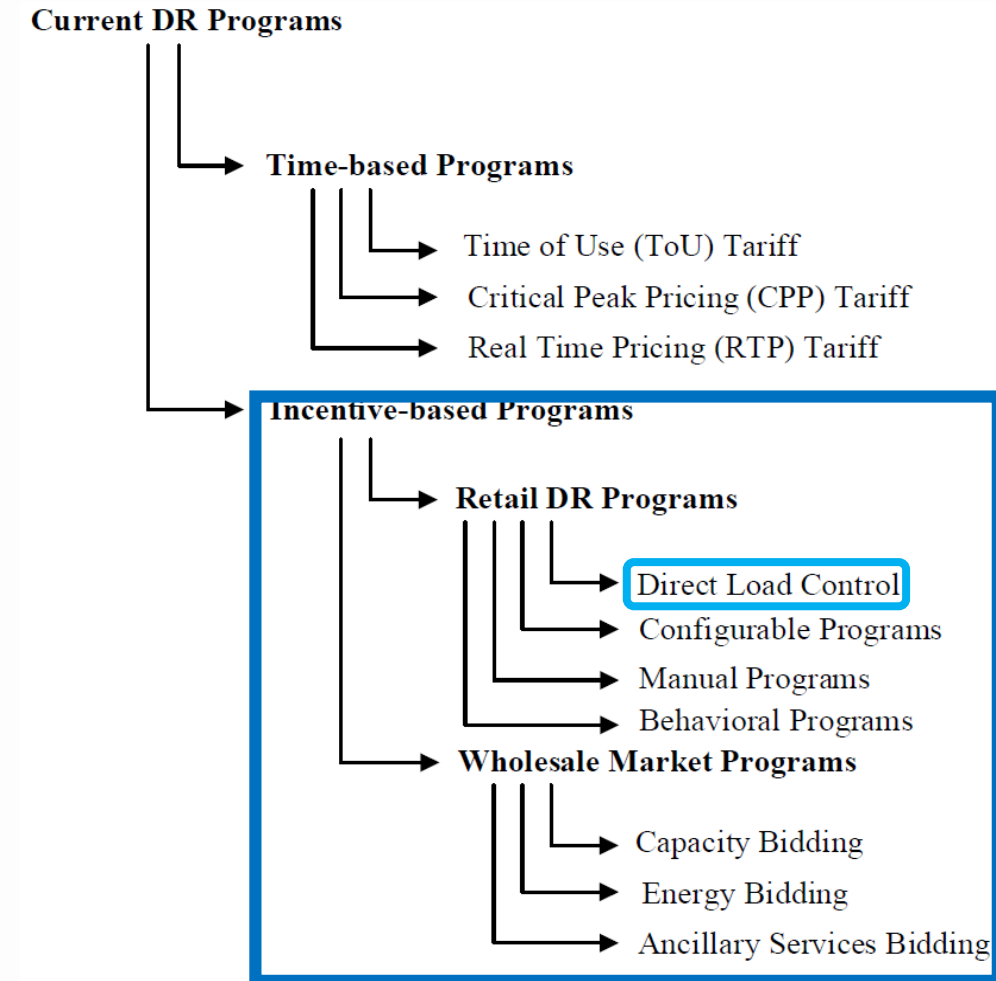 Current DR Programs
Time-based Programs
Time of Use (ToU) Tariff
Critical Peak Pricing (CPP) Tariff
Real Time Pricing (RTP) Tariff
Incentive-based Programs
Retail DR Programs
Direct Load Control
Configurable Programs
Manual Programs
Behavioral Programs
Wholesale Market Programs
Capacity Bidding
Energy Bidding
Ancillary Services Bidding